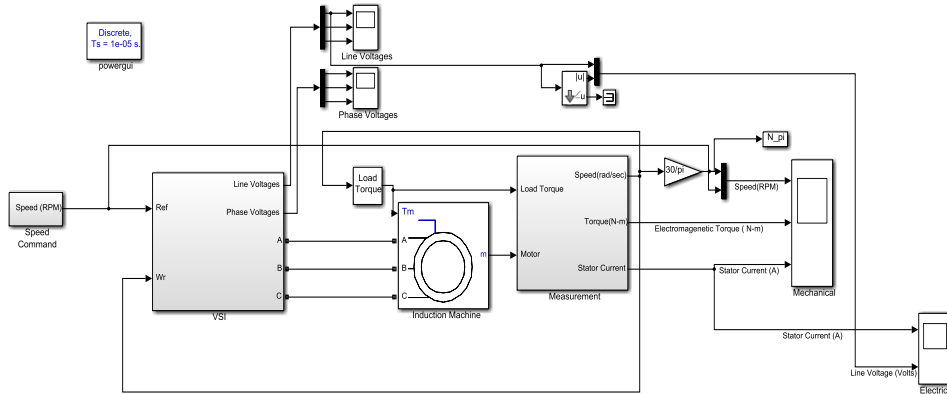 Discrete,
Ts = 1e-05 s.
powergui
Line Voltages
Phase Voltages
|u|
u
N_pi
Speed (RPM)
Speed
Command
Ref
Wr
Line Voltages
Phase Voltages
A
B
C
VSI
Load
Torque
Tm
A
B
C
m
Induction Machine
Load Torque
Motor
Speed(rad/sec)
Torque(N-m)
Stator Current
Measurement
30/pi
Speed(RPM)
Electromagenetic Torque ( N-m)
Stator Current (A)
Mechanical
Stator Current (A)
Line Voltage (Volts)
Electric